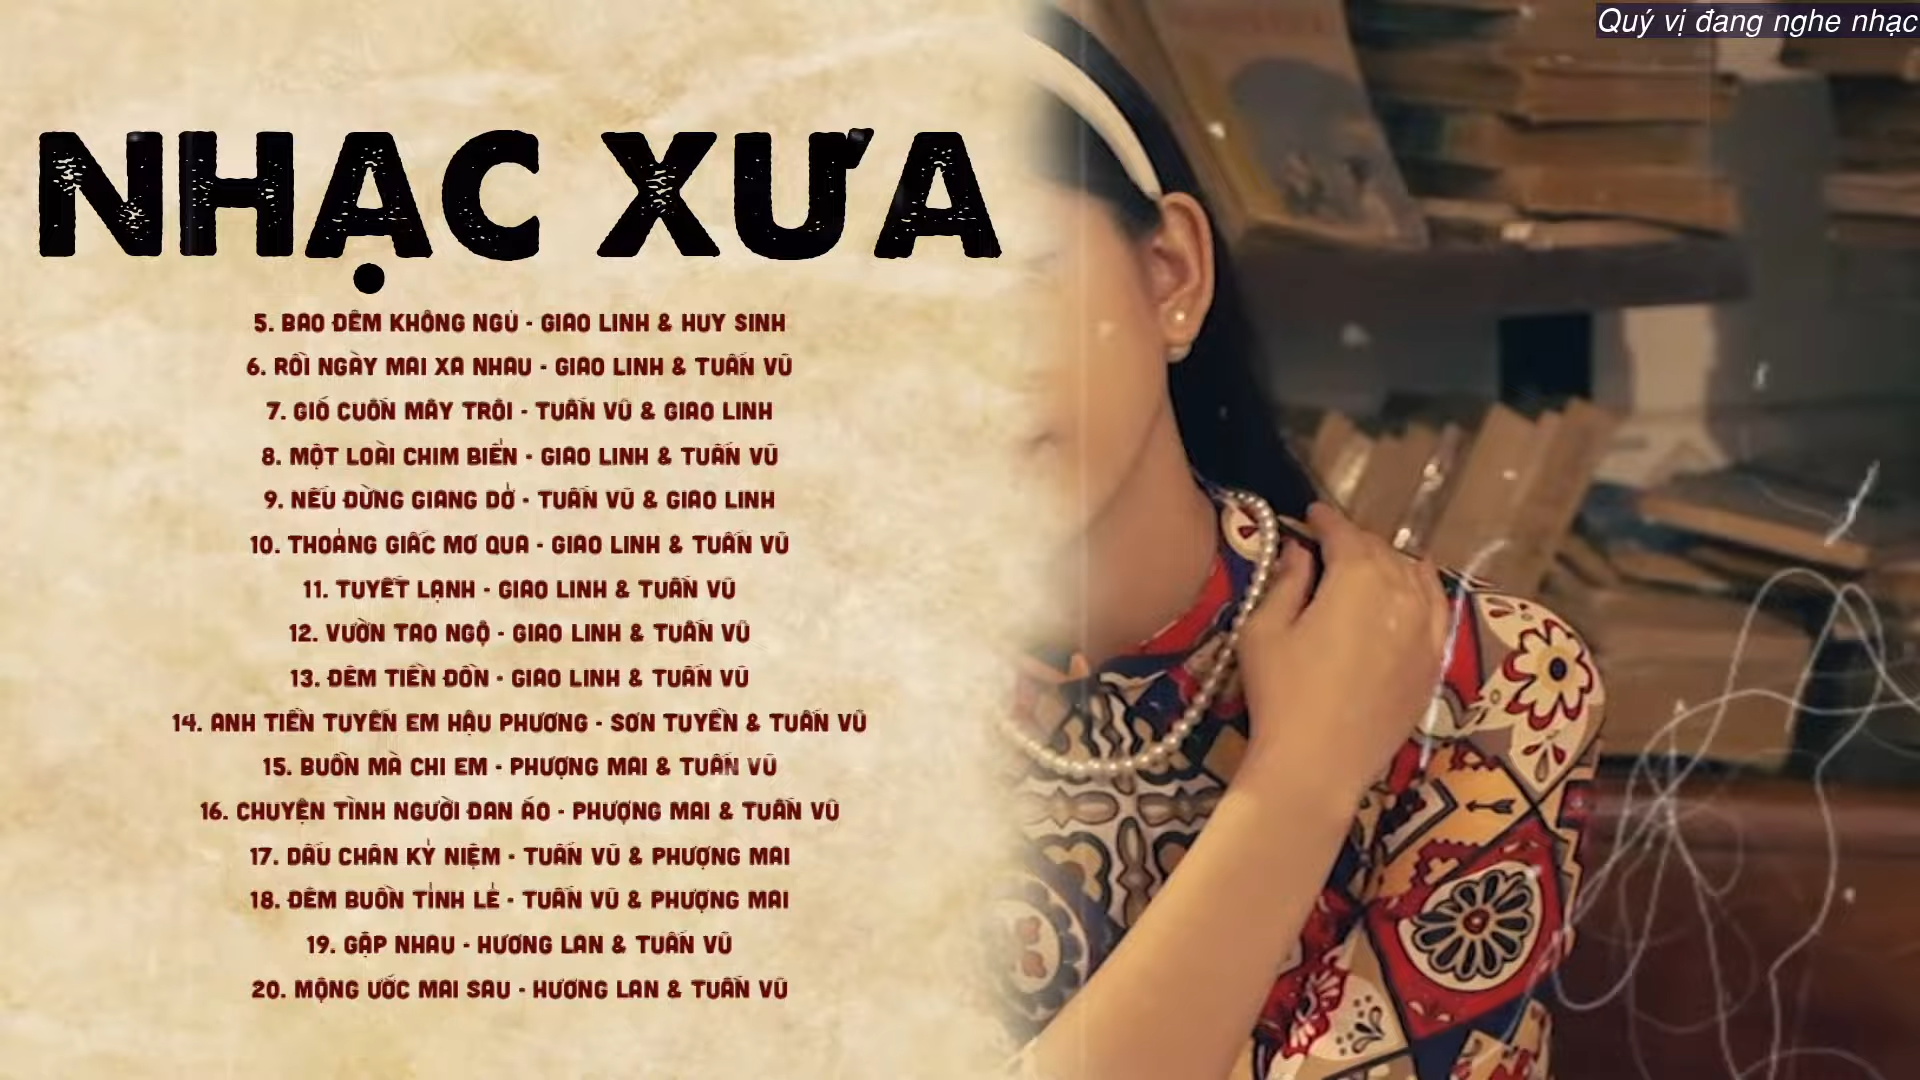 Quý vị đang nghe nhạc
NHẠC XƯA
5. BAO ĐÊM KHÔNG NGỦ - GIAO LINH & HUY SINH
6. RỒI NGÀY MAI XA NHAU - GIAO LINH & TUẤN VŨ
7. GIÓ CUỐN MÂY TRÔI - TUẤN VŨ & GIAO LINH
8. MỘT LOÀI CHIM BIỂN - GIAO LINH & TUẤN VŨ
9. NẾU ĐỪNG GIANG DỞ - TUẤN VŨ & GIAO LINH
10. THOẢNG GIẤC MƠ QUA - GIAO LINH & TUẤN VŨ
11. TUYẾT LẠNH - GIAO LINH & TUẤN VŨ
12. VƯỜN TAO NGỘ - GIAO LINH & TUẤN VŨ
13. ĐÊM TIỀN ĐỒN - GIAO LINH & TUẤN VŨ
14. ANH TIỀN TUYẾN EM HẬU PHƯƠNG - SƠN TUYỀN & TUẤN VŨ
15. BUỒN MÀ CHI EM - PHƯỢNG MAI & TUẤN VŨ
16. CHUYỆN TÌNH NGƯỜI ĐAN ÁO - PHƯỢNG MAI & TUẤN VŨ
17. DẤU CHÂN KỶ NIỆM - TUẤN VŨ & PHƯỢNG MAI
18. ĐÊM BUỒN TỈNH LẺ - TUẤN VŨ & PHƯỢNG MAI
19. GẶP NHAU - HƯƠNG LAN & TUẤN VŨ
20. MỘNG ƯỚC MAI SAU - HƯƠNG LAN & TUẤN VŨ